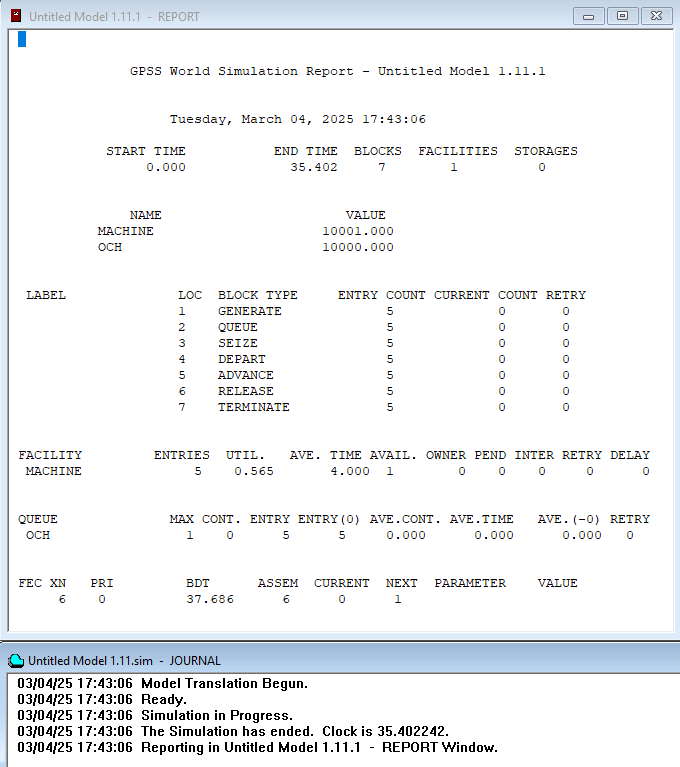 Untitled Model 1.11.1 - REPORT
GPSS World Simulation Report - Untitled Model 1.11.1
Tuesday, March 04, 2025 17:43:06
START TIME END TIME BLOCKS FACILITIES STORAGES
0.000 35.402 7 1 0
NAME VALUE
MACHINE 10001.000
OCH 10000.000
LABEL LOC BLOCK TYPE ENTRY COUNT CURRENT COUNT RETRY
1 GENERATE 5 0 0
2 QUEUE 5 0 0
3 SEIZE 5 0 0
4 DEPART 5 0 0
5 ADVANCE 5 0 0
6 RELEASE 5 0 0
7 TERMINATE 5 0 0
FACILITY ENTRIES UTIL. AVE. TIME AVAIL. OWNER PEND INTER RETRY DELAY
MACHINE 5 0.565 4.000 1 0 0 0 0 0
QUEUE MAX CONT. ENTRY ENTRY(0) AVE.CONT. AVE.TIME AVE.(-0) RETRY
OCH 1 0 5 5 0.000 0.000 0.000 0
FEC XN PRI BDT ASSEM CURRENT NEXT PARAMETER VALUE
6 0 37.686 6 0 1
Untitled Model 1.11.sim - JOURNAL
03/04/25 17:43:06 Model Translation Begun.
03/04/25 17:43:06 Ready.
03/04/25 17:43:06 Simulation in Progress.
03/04/25 17:43:06 The Simulation has ended. Clock is 35.402242.
03/04/25 17:43:06 Reporting in Untitled Model 1.11.1 - REPORT Window.